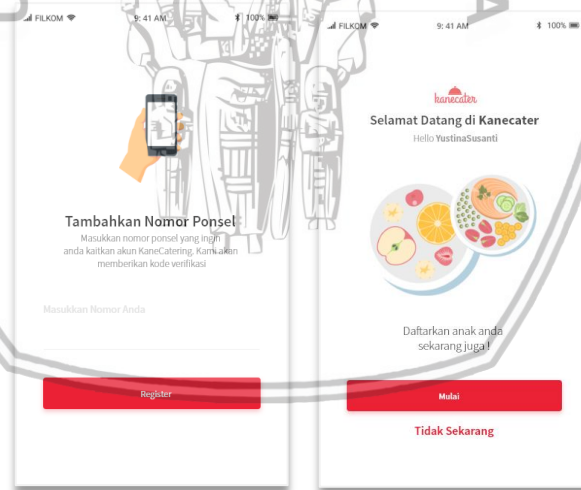 FILKOM
9: 41 AM
100%
Tambahkan Nomor Ponsel
Masukkan nomor ponsel yang ingin
anda kaitkan akun KaneCatering. Kami akan
memberikan kode verifikasi
Masukkan Nomor Anda
Register
FILKOM
9: 41 AM
100%
kanecater
Selamat Datang di Kanecater
Hello YustinaSusanti
Daftarkan anak anda
sekarang juga !
Mulai
Tidak Sekarang